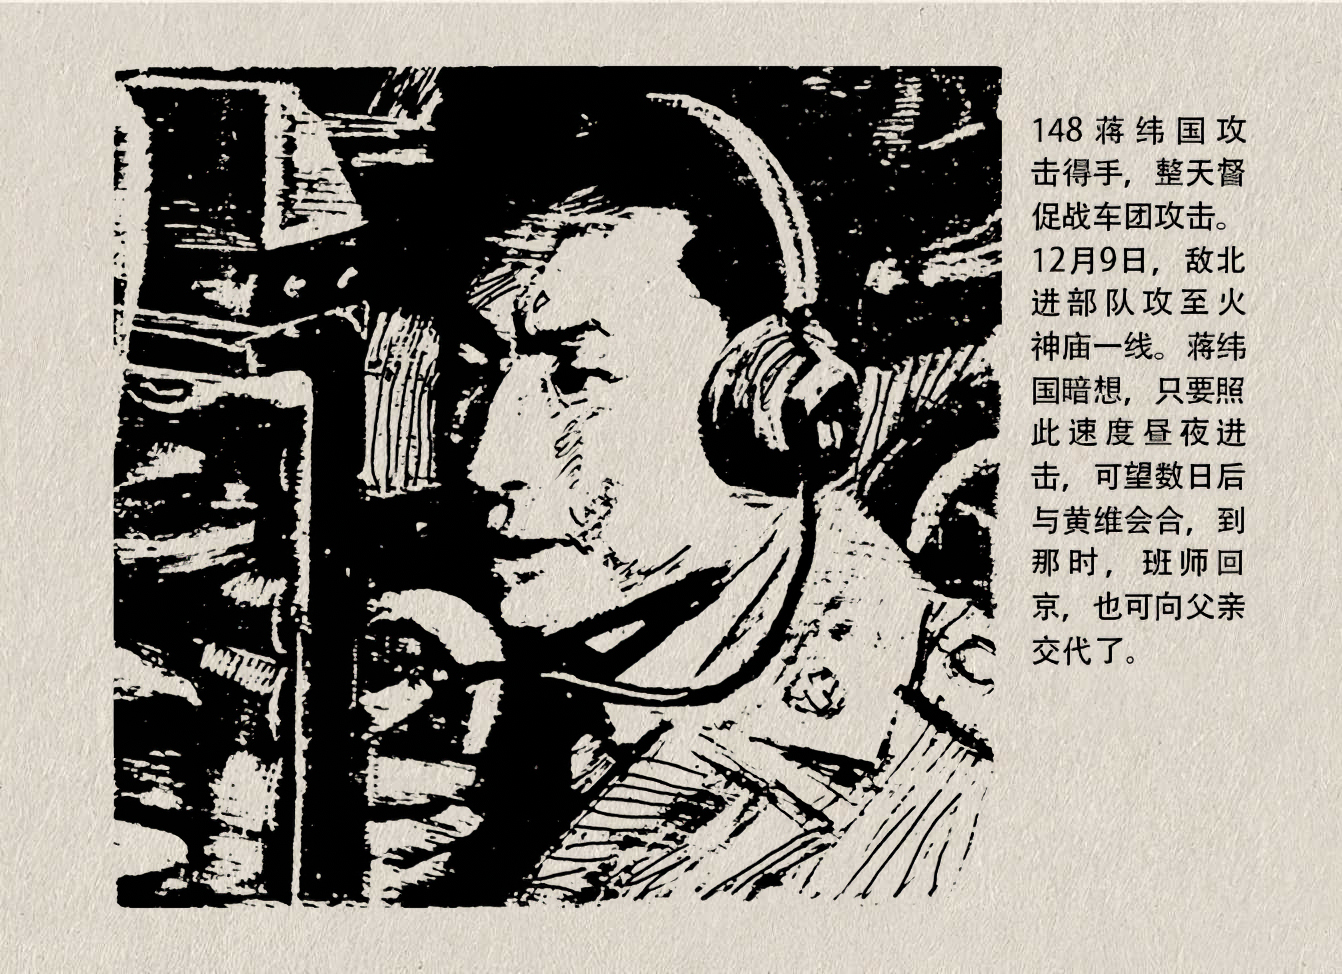 148 蒋纬国攻
击得手，整天督
促战车团攻击。
12月9日，敌北
进部队攻至火
神庙一线。蒋纬
国暗想，只要照
此速度昼夜进
击，可望数日后
与黄维会合，到
那时，班师回
京，也可向父亲
交代了。